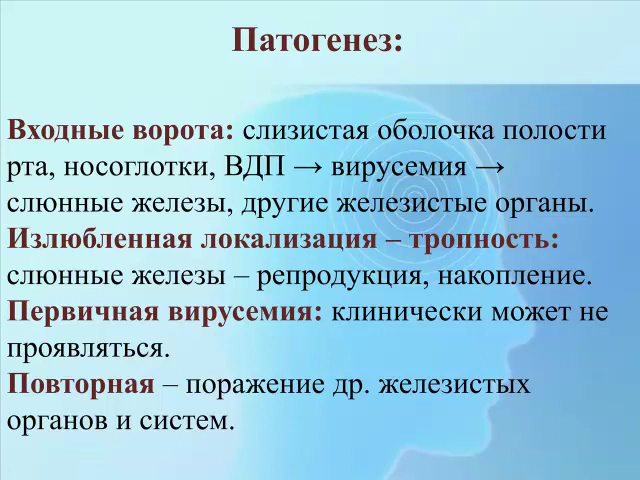 Патогенез:
Входные ворота: слизистая оболочка полости
рта, носоглотки, ВДП → вирусемия →
слюнные железы, другие железистые органы.
Излюбленная локализация – тропность:
слюнные железы – репродукция, накопление.
Первичная вирусемия: клинически может не
проявляться.
Повторная – поражение др. железистых
органов и систем.